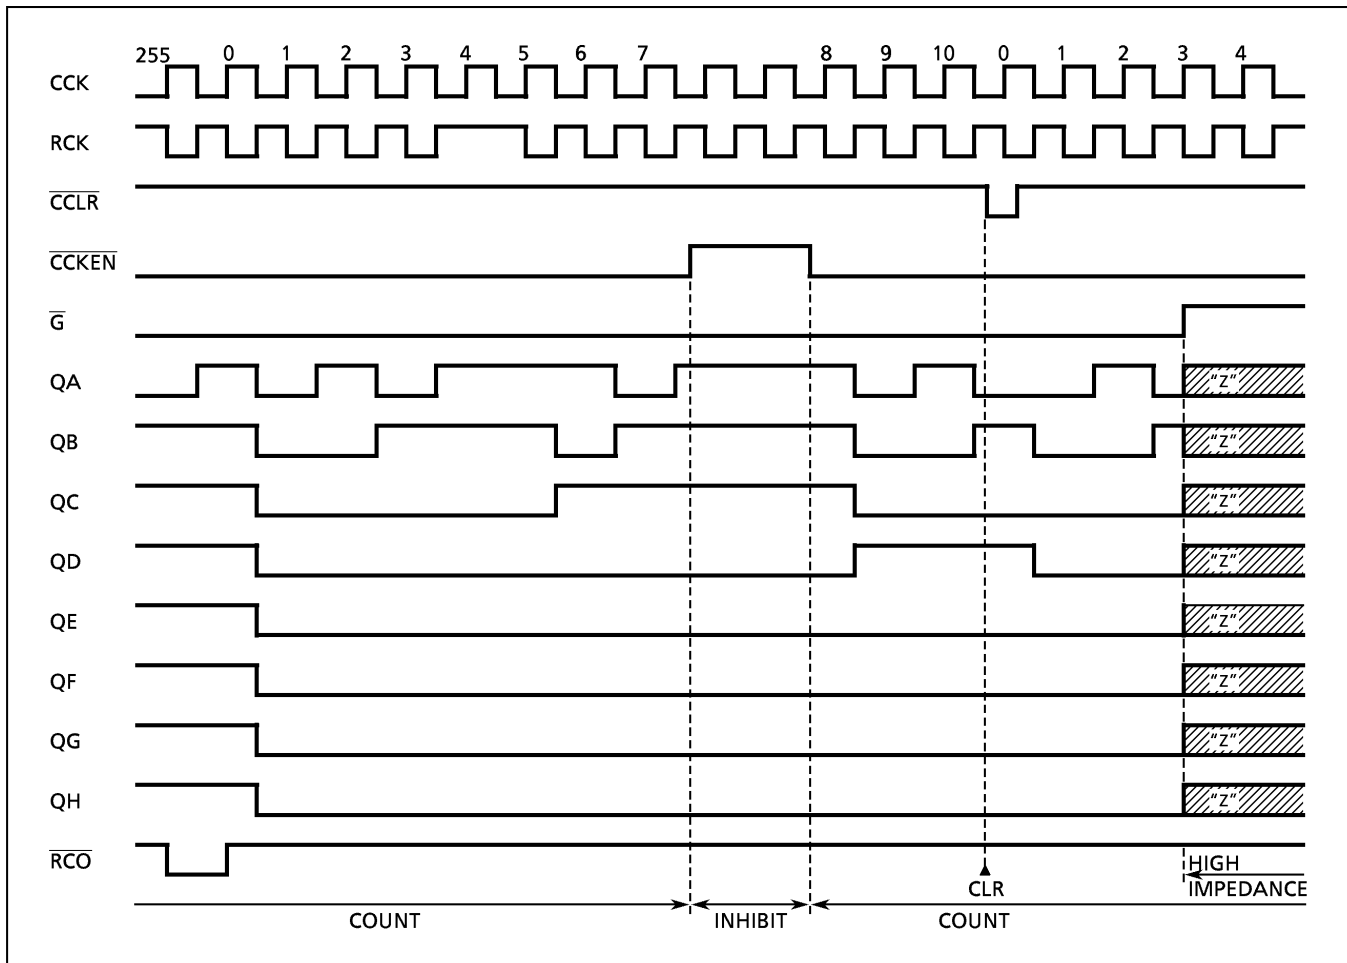 255 0 1 2 3 4 5 6 7 8 9 10 0 1 2 3 4
CCK
RCK
CCLR
CCKEN
G
QA "Z"
QB "Z"
QC "Z"
QD "Z"
QE "Z"
QF "Z"
QG "Z"
QH "Z"
RCO
HIGH
CLR IMPEDANCE
COUNT INHIBIT COUNT